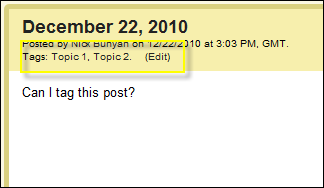 December 22, 2010
Posted by Nick Bunyan on 12/22/2010 at 3:03 PM, GMT.
Tags: Topic 1, Topic 2. (Edit)
Can I tag this post?